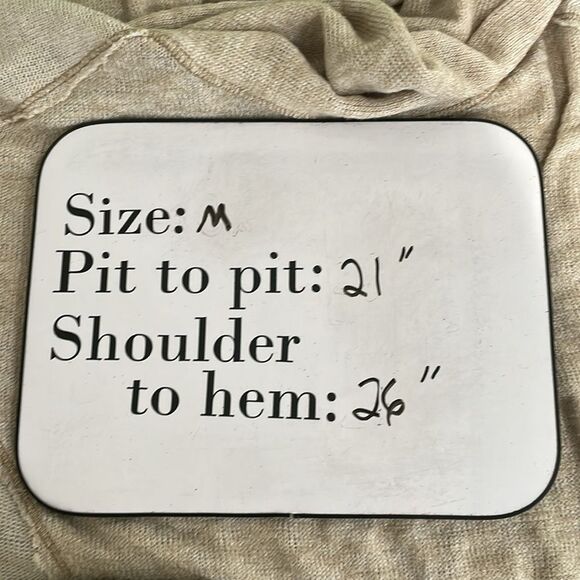 Size: M
Pit to pit: 21"
Shoulder
to hem: 26"